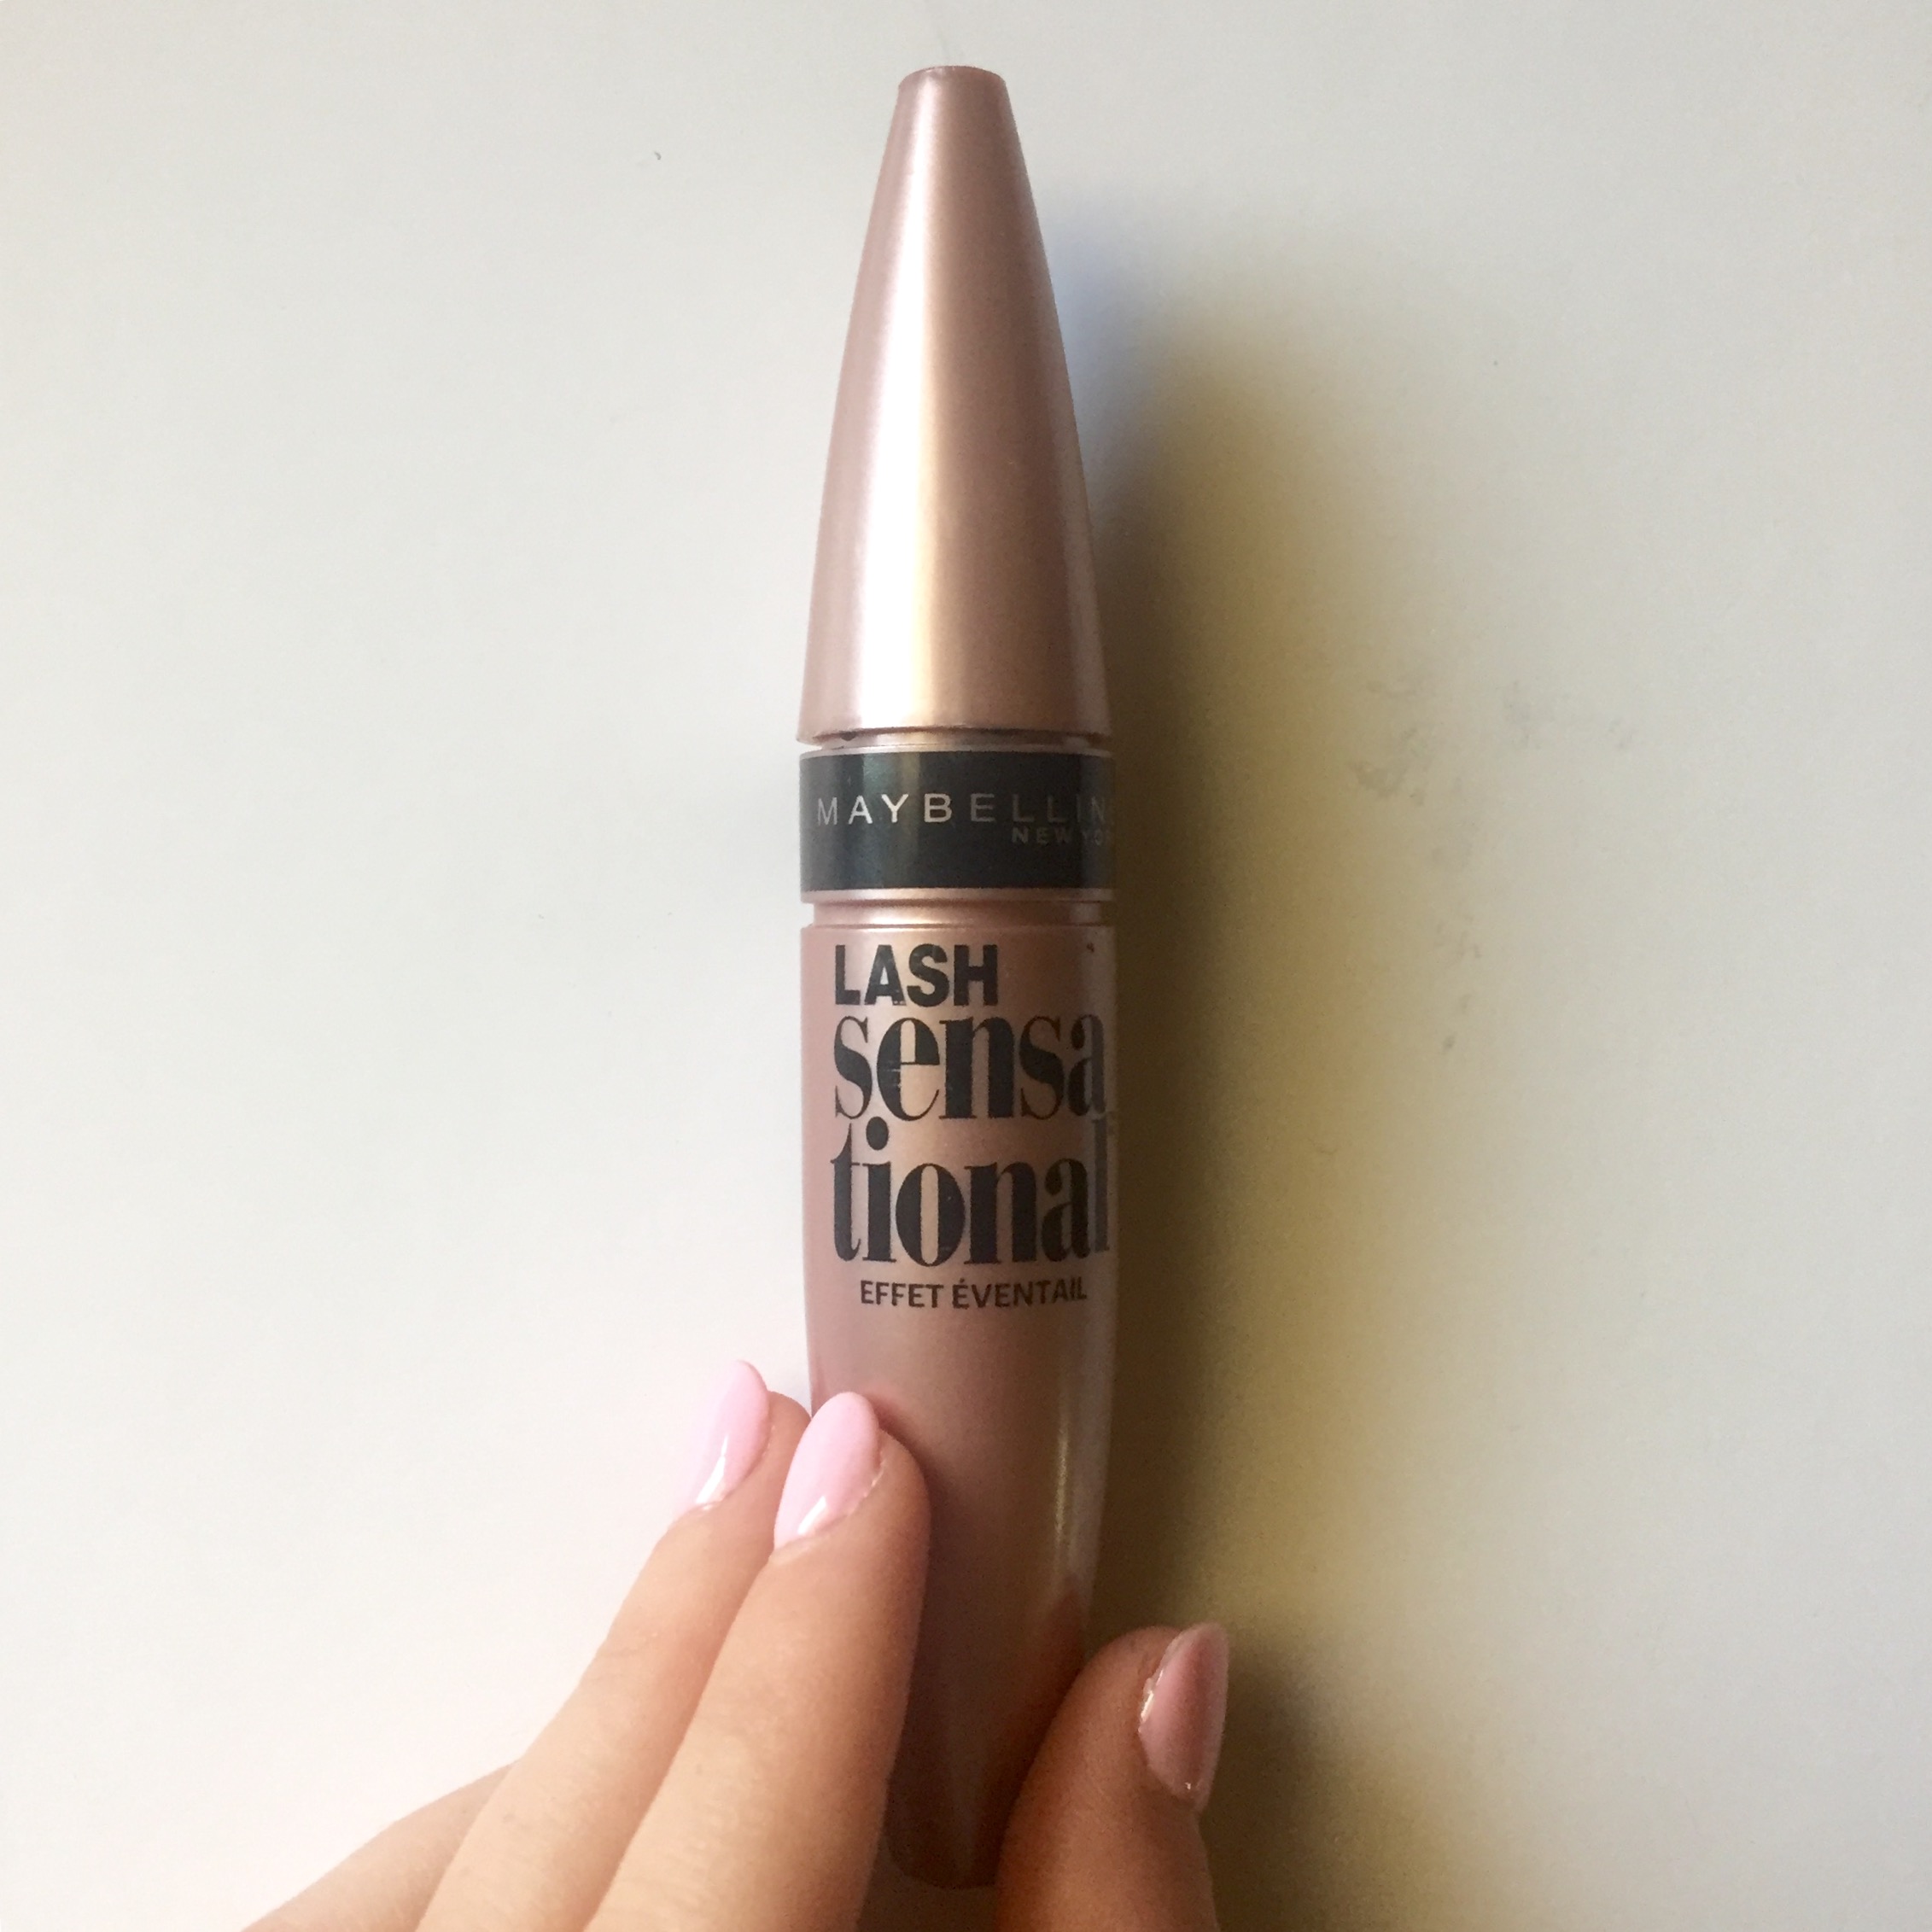 MAYBELLIN
NEW YO
LASH
sensa
tional
EFFET ÉVENTAIL